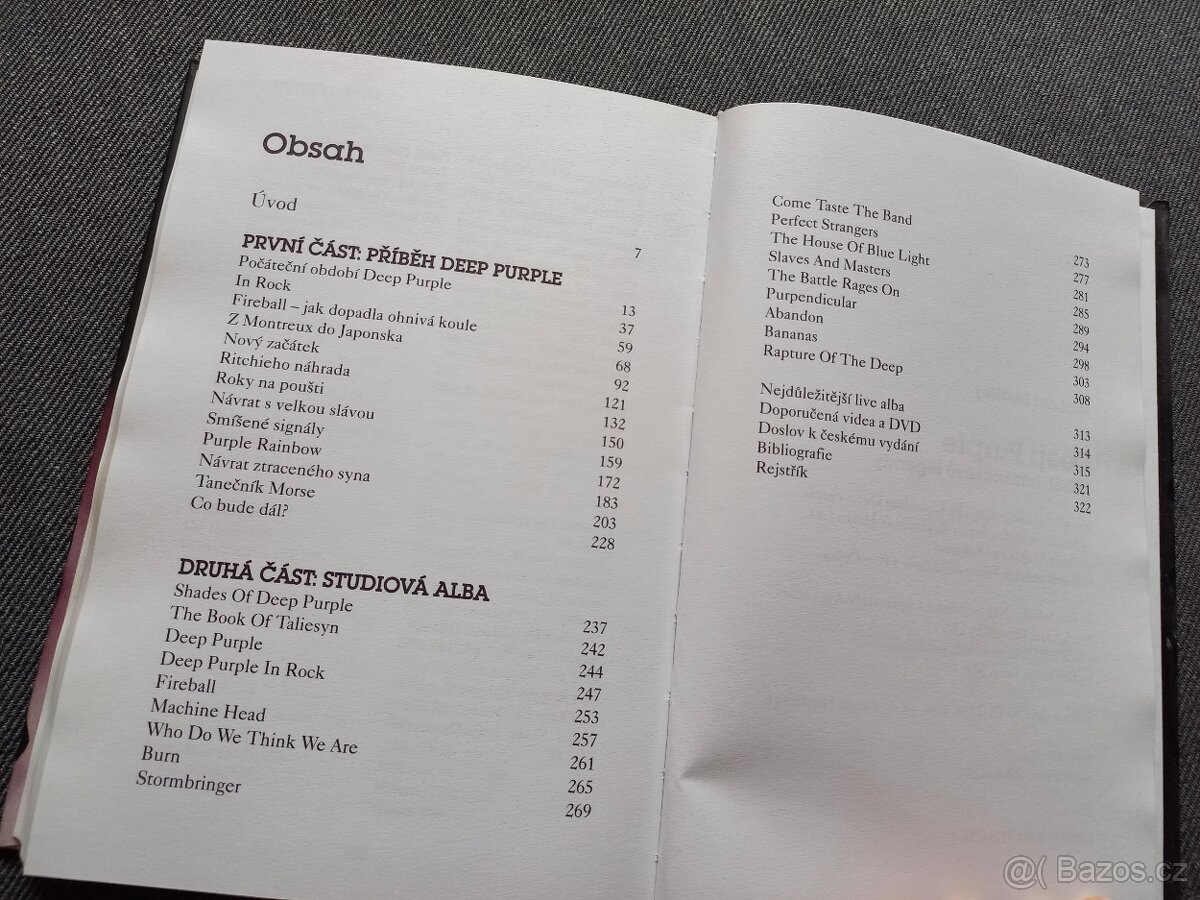 Obsah
Úvod 7
PRVNÍ ČÁST: PŘÍBĚH DEEP PURPLE
Počáteční období Deep Purple 13
In Rock 37
Fireball – jak dopadla ohnivá koule 59
Z Montreux do Japonska 68
Nový začátek 92
Ritchieho náhrada 121
Roky na poušti 132
Návrat s velkou slávou 150
Smíšené signály 159
Purple Rainbow 172
Návrat ztraceného syna 183
Tanečník Morse 203
Co bude dál? 228
DRUHÁ ČÁST: STUDIOVÁ ALBA
Shades Of Deep Purple 237
The Book Of Taliesyn 242
Deep Purple 244
Deep Purple In Rock 247
Fireball 253
Machine Head 257
Who Do We Think We Are 261
Burn 265
Stormbringer 269
Come Taste The Band 273
Perfect Strangers 277
The House Of Blue Light 281
Slaves And Masters 285
The Battle Rages On 289
Purpendicular 294
Abandon 298
Bananas 303
Rapture Of The Deep 308
Nejdůležitější live alba 313
Doporučená videa a DVD 314
Doslov k českému vydání 315
Bibliografie 321
Rejstřík 322
@( Bazos.cz